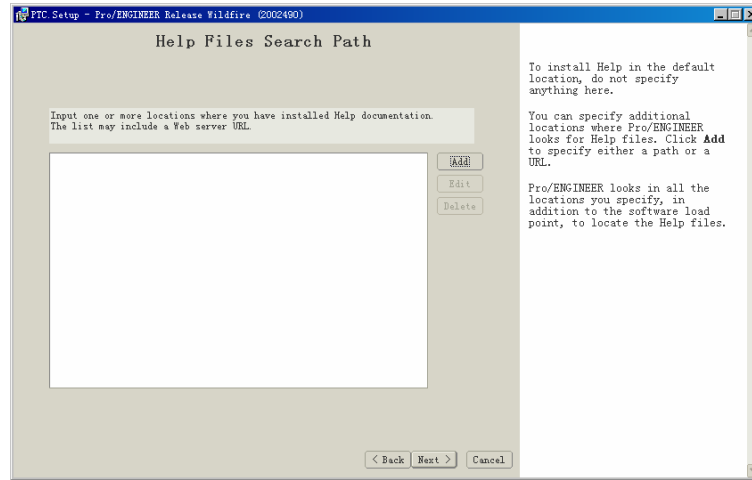 PTC.Setup - Pro/ENGINEER Release Wildfire (2002490)
Help Files Search Path
Input one or more locations where you have installed Help documentation.
The list may include a Web server URL.
Add
Edit
Delete
< Back
Next >
Cancel
To install Help in the default
location, do not specify
anything here.
You can specify additional
locations where Pro/ENGINEER
looks for Help files. Click Add
to specify either a path or a
URL.
Pro/ENGINEER looks in all the
locations you specify, in
addition to the software load
point, to locate the Help files.